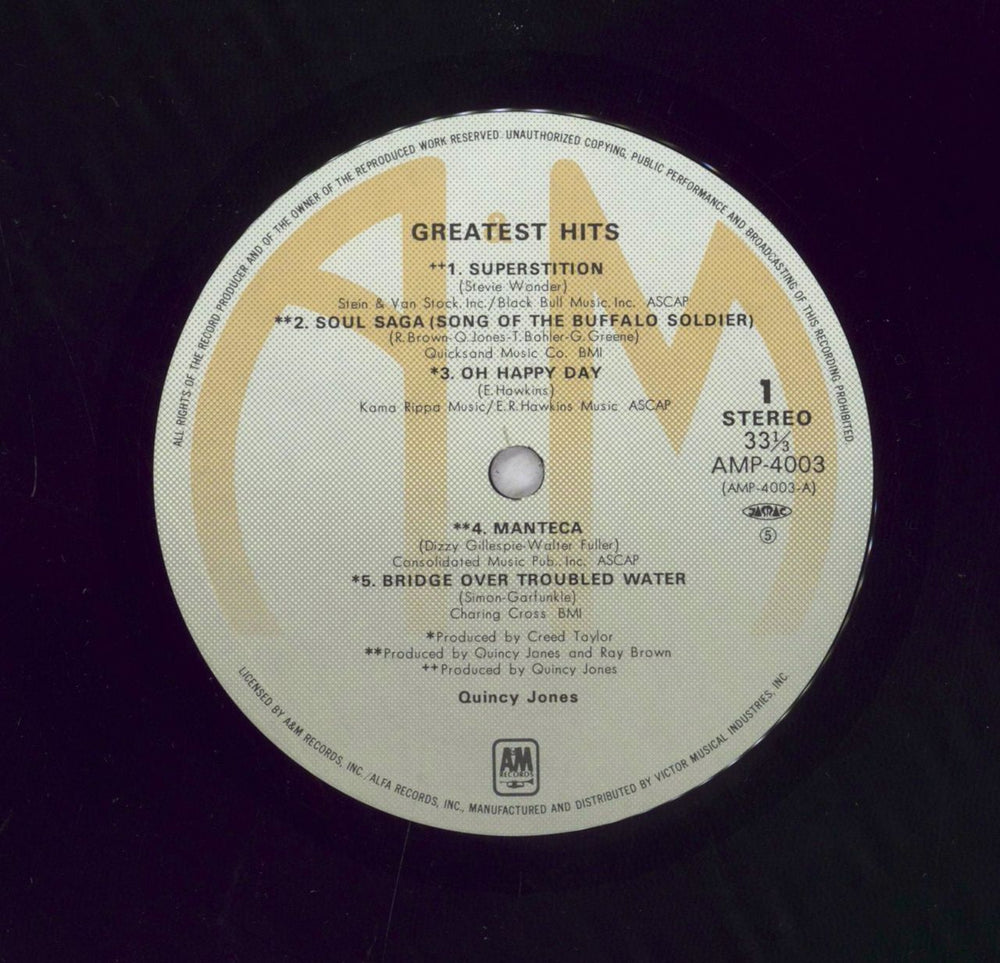 ALL RIGHTS OF THE RECORD PRODUCER AND OF THE OWNER OF THE REPRODUCED WORK RESERVED. UNAUTHORIZED COPYING, PUBLIC PERFORMANCE AND BROADCASTING OF THIS RECORDING PROHIBITED.
GREATEST HITS
++1. SUPERSTITION
(Stevie Wonder)
Stein & Van Stock, Inc./Black Bull Music, Inc. ASCAP
**2. SOUL SAGA (SONG OF THE BUFFALO SOLDIER)
(R.Brown-Q.Jones-T.Bahler-G.Greene)
Quicksand Music Co. BMI
*3. OH HAPPY DAY
(E.Hawkins)
Kama Rippa Music/E.R.Hawkins Music ASCAP
1
STEREO
33⅓
AMP-4003
(AMP-4003-A)
JASRAC
⑤
**4. MANTECA
(Dizzy Gillespie-Walter Fuller)
Consolidated Music Pub., Inc. ASCAP
*5. BRIDGE OVER TROUBLED WATER
(Simon-Garfunkle)
Charing Cross BMI
*Produced by Creed Taylor
**Produced by Quincy Jones and Ray Brown
++Produced by Quincy Jones
Quincy Jones
A&M
RECORDS
LICENSED BY A&M RECORDS, INC./ALFA RECORDS, INC., MANUFACTURED AND DISTRIBUTED BY VICTOR MUSICAL INDUSTRIES, INC